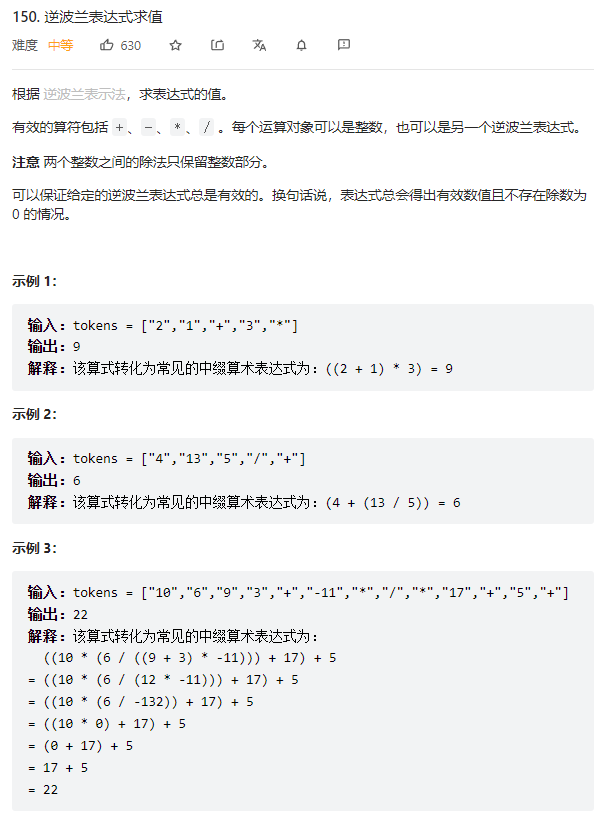 150. 逆波兰表达式求值
难度 中等 630
根据 逆波兰表示法，求表达式的值。
有效的算符包括 +、-、*、/ 。每个运算对象可以是整数，也可以是另一个逆波兰表达式。
注意 两个整数之间的除法只保留整数部分。
可以保证给定的逆波兰表达式总是有效的。换句话说，表达式总会得出有效数值且不存在除数为
0 的情况。
示例 1：
输入：tokens = ["2","1","+","3","*"]
输出：9
解释：该算式转化为常见的中缀算术表达式为：((2 + 1) * 3) = 9
示例 2：
输入：tokens = ["4","13","5","/","+"]
输出：6
解释：该算式转化为常见的中缀算术表达式为：(4 + (13 / 5)) = 6
示例 3：
输入：tokens = ["10","6","9","3","+","-11","*","/","*","17","+","5","+"]
输出：22
解释：该算式转化为常见的中缀算术表达式为：
((10 * (6 / ((9 + 3) * -11))) + 17) + 5
= ((10 * (6 / (12 * -11))) + 17) + 5
= ((10 * (6 / -132)) + 17) + 5
= ((10 * 0) + 17) + 5
= (0 + 17) + 5
= 17 + 5
= 22